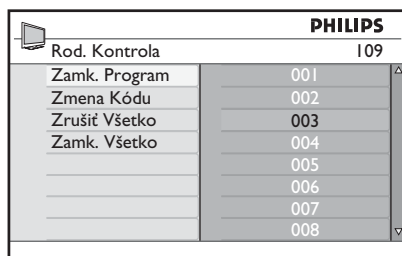 PHILIPS
Rod. Kontrola 109
Zamk. Program 001
Zmena Kódu 002
Zrušiť Všetko 003
Zamk. Všetko 004
005
006
007
008